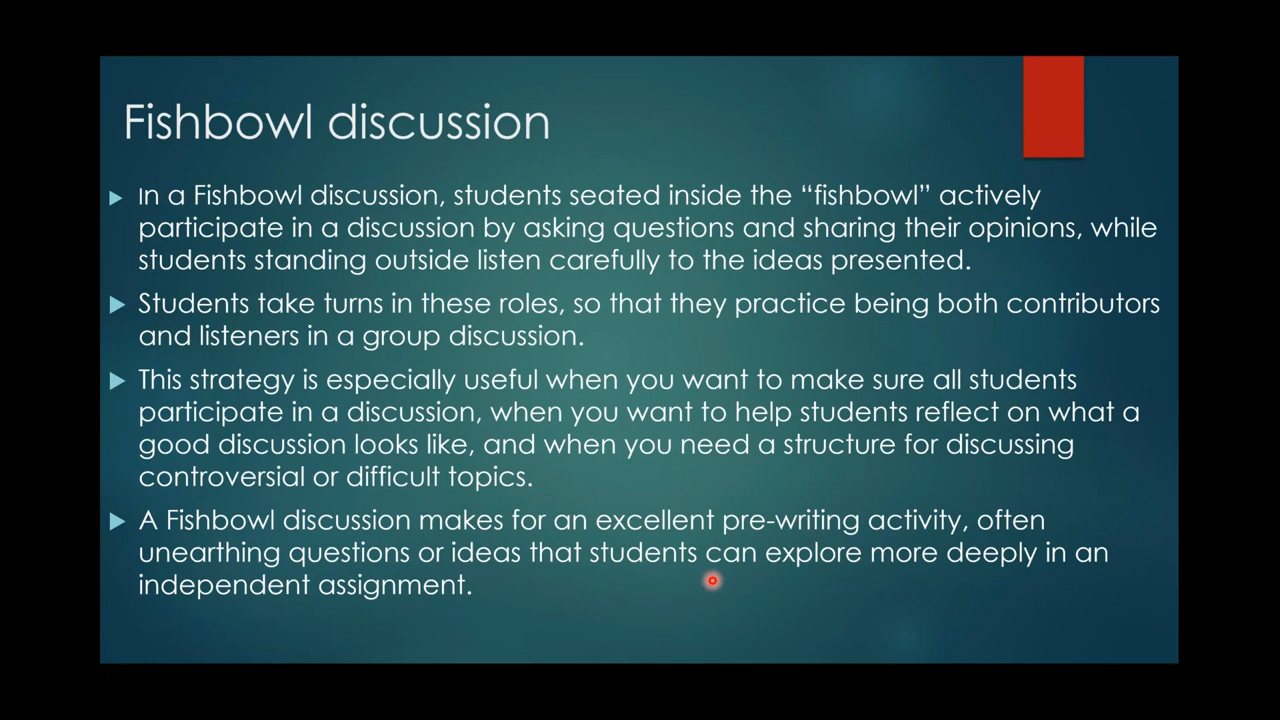 Fishbowl discussion
In a Fishbowl discussion, students seated inside the “fishbowl” actively
participate in a discussion by asking questions and sharing their opinions, while
students standing outside listen carefully to the ideas presented.
Students take turns in these roles, so that they practice being both contributors
and listeners in a group discussion.
This strategy is especially useful when you want to make sure all students
participate in a discussion, when you want to help students reflect on what a
good discussion looks like, and when you need a structure for discussing
controversial or difficult topics.
A Fishbowl discussion makes for an excellent pre-writing activity, often
unearthing questions or ideas that students can explore more deeply in an
independent assignment.